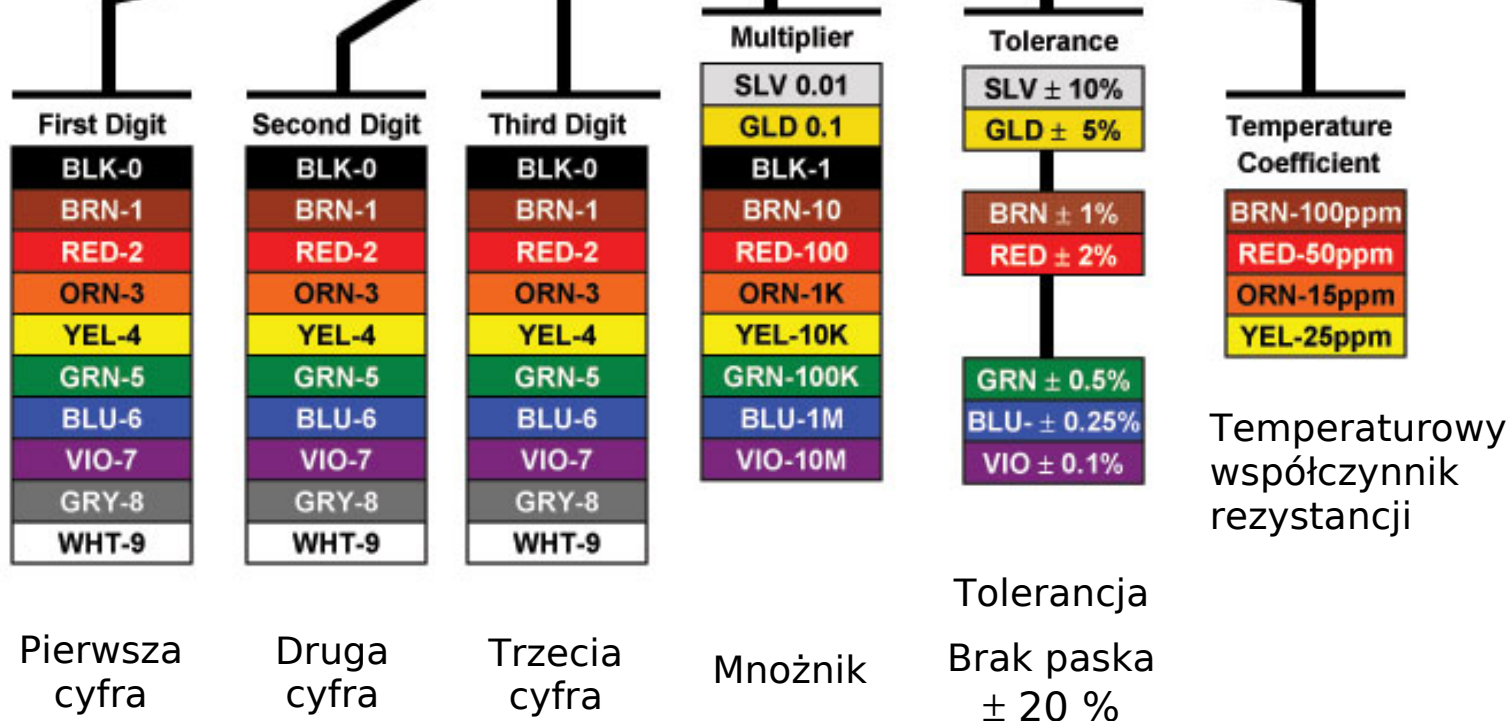 First Digit
BLK-0
BRN-1
RED-2
ORN-3
YEL-4
GRN-5
BLU-6
VIO-7
GRY-8
WHT-9
Pierwsza
cyfra
Second Digit
BLK-0
BRN-1
RED-2
ORN-3
YEL-4
GRN-5
BLU-6
VIO-7
GRY-8
WHT-9
Druga
cyfra
Third Digit
BLK-0
BRN-1
RED-2
ORN-3
YEL-4
GRN-5
BLU-6
VIO-7
GRY-8
WHT-9
Trzecia
cyfra
Multiplier
SLV 0.01
GLD 0.1
BLK-1
BRN-10
RED-100
ORN-1K
YEL-10K
GRN-100K
BLU-1M
VIO-10M
Mnożnik
Tolerance
SLV ± 10%
GLD ± 5%
BRN ± 1%
RED ± 2%
GRN ± 0.5%
BLU- ± 0.25%
VIO ± 0.1%
Tolerancja
Brak paska
± 20 %
Temperature
Coefficient
BRN-100ppm
RED-50ppm
ORN-15ppm
YEL-25ppm
Temperaturowy
współczynnik
rezystancji